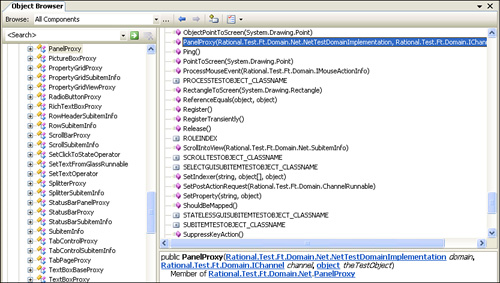 Object Browser
Browse: All Components
...
<Search>
PanelProxy
PictureBoxProxy
PropertyGridProxy
PropertyGridSubitemInfo
PropertyGridViewProxy
RadioButtonProxy
RichTextBoxProxy
RowHeaderSubitemInfo
RowSubitemInfo
ScrollBarProxy
ScrollSubitemInfo
SetClickToStateOperator
SetTextFromGlassRunnable
SetTextOperator
SplitterProxy
SplitterSubitemInfo
StatusBarPanelProxy
StatusBarProxy
StatusBarSubitemInfo
SubItem
TabControlProxy
TabControlSubitemInfo
TabPageProxy
TextBoxBaseProxy
TextBoxProxy
ObjectPointToScreen(System.Drawing.Point)
PanelProxy(Rational.Test.Ft.Domain.Net.NetTestDomainImplementation, Rational.Test.Ft.Domain.IChan
Ping()
PointToScreen(System.Drawing.Point)
ProcessMouseEvent(Rational.Test.Ft.Domain.IMouseActionInfo)
PROCESSTESTOBJECT_CLASSNAME
RectangleToScreen(System.Drawing.Rectangle)
ReferenceEquals(object, object)
Register()
RegisterTransiently()
Release()
ROLEINDEX
ScrollIntoView(Rational.Test.Ft.Domain.Net.SubItemInfo)
SCROLLTESTOBJECT_CLASSNAME
SELECTGUISUBITEMTESTOBJECT_CLASSNAME
SetIndexer(string, object[], object)
SetPostActionRequest(Rational.Test.Ft.Domain.ChannelRunnable)
SetProperty(string, object)
ShouldBeMapped()
STATELESSGUISUBITEMTESTOBJECT_CLASSNAME
SUBITEMTESTOBJECT_CLASSNAME
SuppressKeyAction()
public PanelProxy(Rational.Test.Ft.Domain.Net.NetTestDomainImplementation domain,
Rational.Test.Ft.Domain.IChannel channel, object theTestObject)
Member of Rational.Test.Ft.Domain.Net.PanelProxy